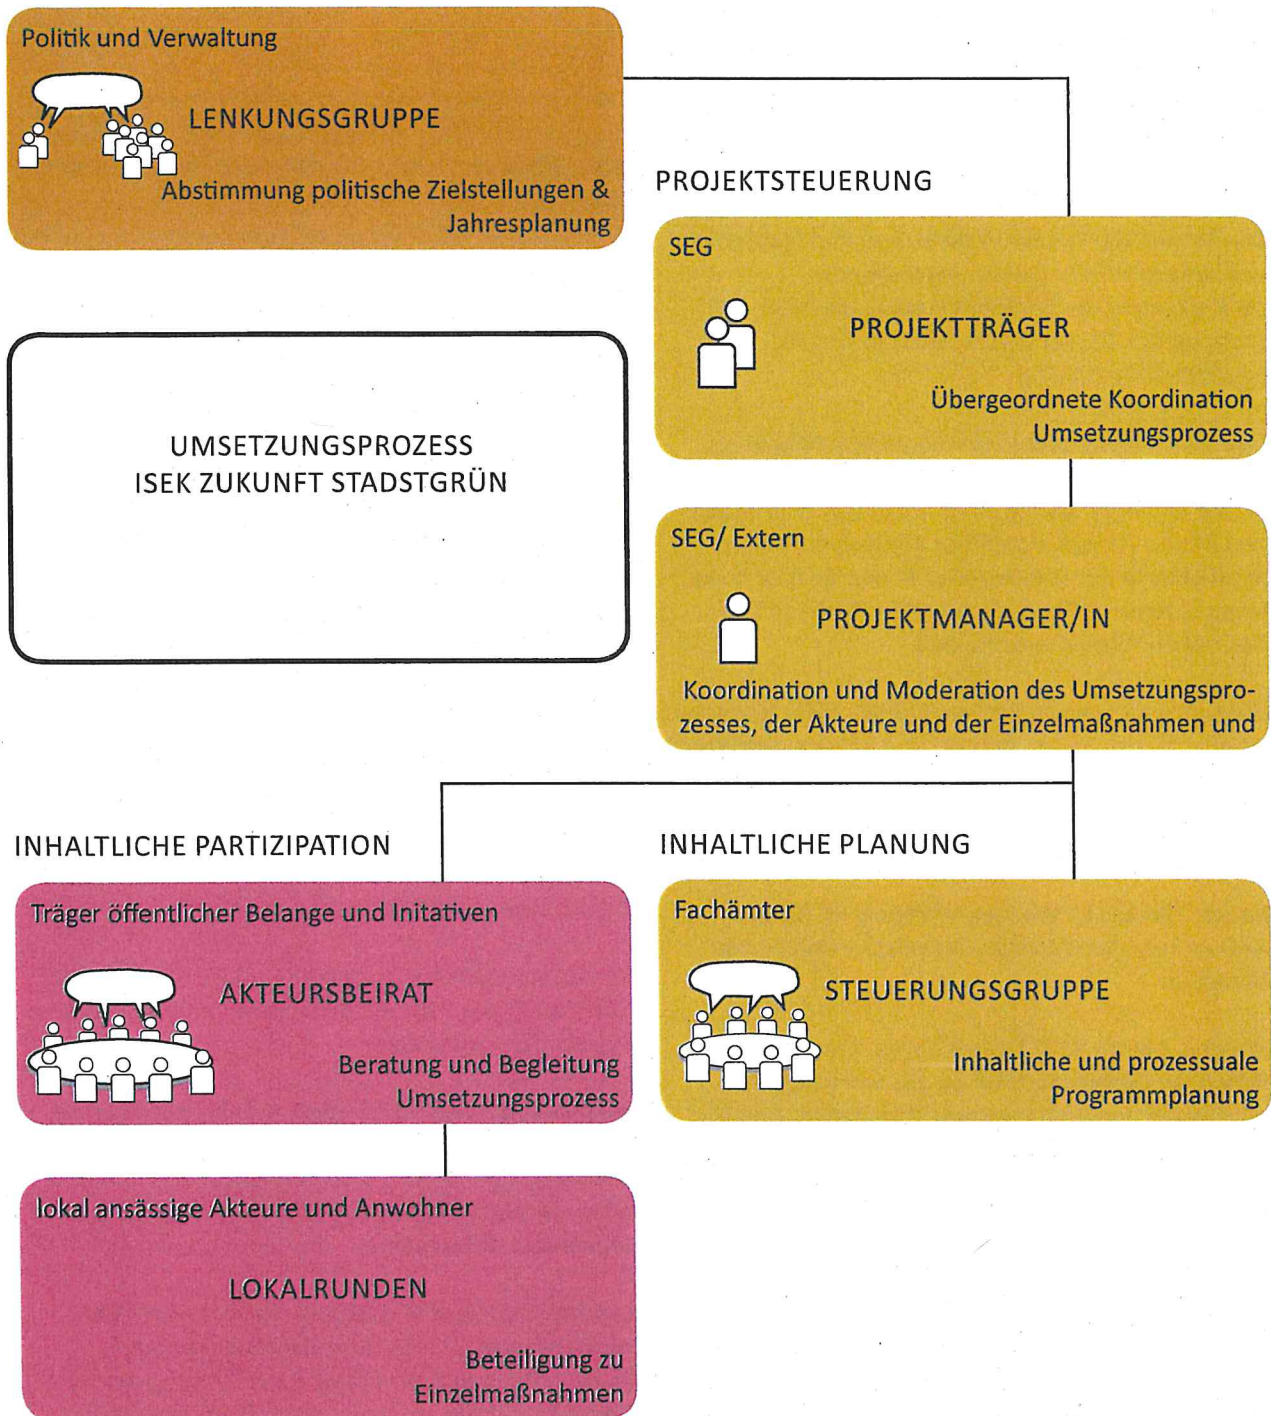 Politik und Verwaltung
LENKUNGSGRUPPE
Abstimmung politische Zielstellungen &
Jahresplanung
PROJEKTSTEUERUNG
SEG
PROJEKTTRÄGER
Übergeordnete Koordination
Umsetzungsprozess
UMSETZUNGSPROZESS
ISEK ZUKUNFT STADSTGRÜN
SEG/ Extern
PROJEKTMANAGER/IN
Koordination und Moderation des Umsetzungspro-
zesses, der Akteure und der Einzelmaßnahmen und
INHALTLICHE PARTIZIPATION
Träger öffentlicher Belange und Initativen
AKTEURSBEIRAT
Beratung und Begleitung
Umsetzungsprozess
INHALTLICHE PLANUNG
Fachämter
STEUERUNGSGRUPPE
Inhaltliche und prozessuale
Programmplanung
lokal ansässige Akteure und Anwohner
LOKALRUNDEN
Beteiligung zu
Einzelmaßnahmen